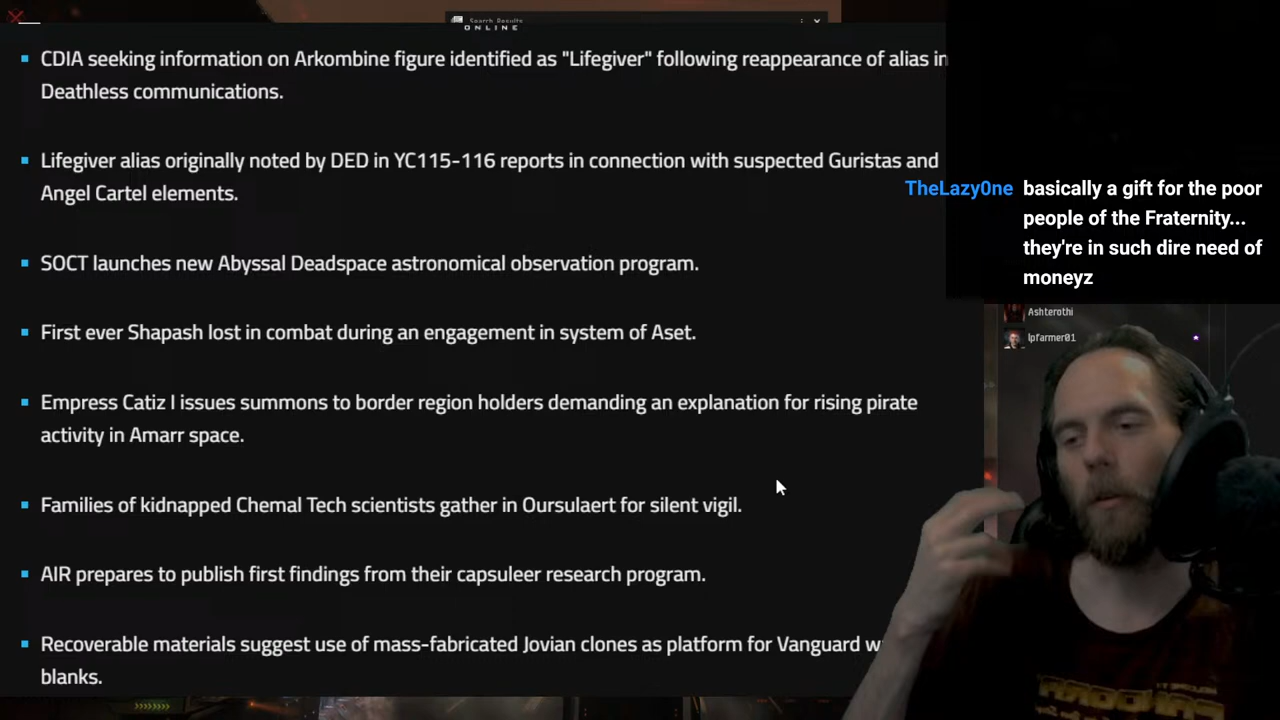 Search Results
ONLINE
CDIA seeking information on Arkombine figure identified as "Lifegiver" following reappearance of alias in
Deathless communications.
Lifegiver alias originally noted by DED in YC115-116 reports in connection with suspected Guristas and
Angel Cartel elements.
SOCT launches new Abyssal Deadspace astronomical observation program.
First ever Shapash lost in combat during an engagement in system of Aset.
Empress Catiz I issues summons to border region holders demanding an explanation for rising pirate
activity in Amarr space.
Families of kidnapped Chemal Tech scientists gather in Oursulaert for silent vigil.
AIR prepares to publish first findings from their capsuleer research program.
Recoverable materials suggest use of mass-fabricated Jovian clones as platform for Vanguard
blanks.
TheLazy0ne basically a gift for the poor
people of the Fraternity...
they're in such dire need of
moneyz
Ashterothi
lpfarmer01